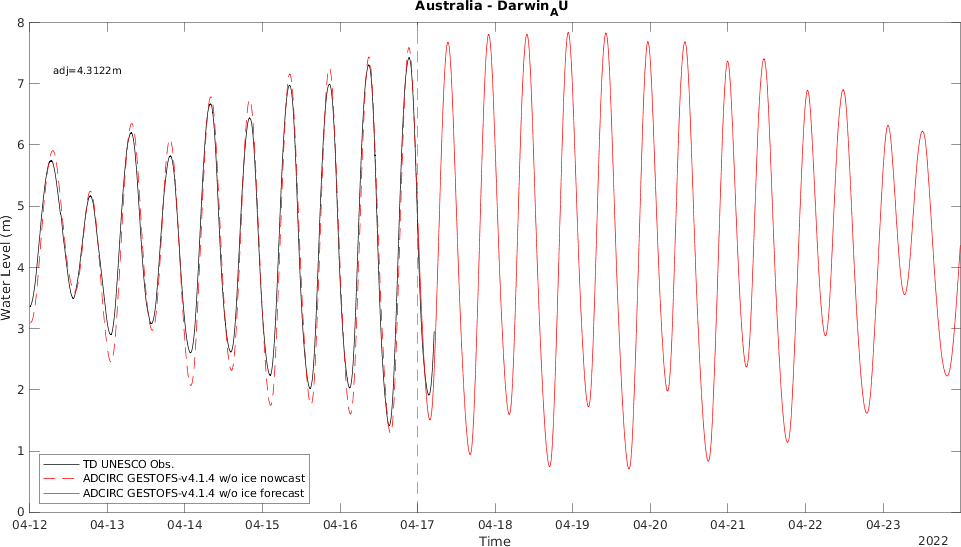 Australia - Darwin_AU
adj=4.3122m
8
7
6
5
4
3
2
1
0
Water Level (m)
TD UNESCO Obs.
ADCIRC GESTOFS-v4.1.4 w/o ice nowcast
ADCIRC GESTOFS-v4.1.4 w/o ice forecast
04-12 04-13 04-14 04-15 04-16 04-17 04-18 04-19 04-20 04-21 04-22 04-23
Time
2022